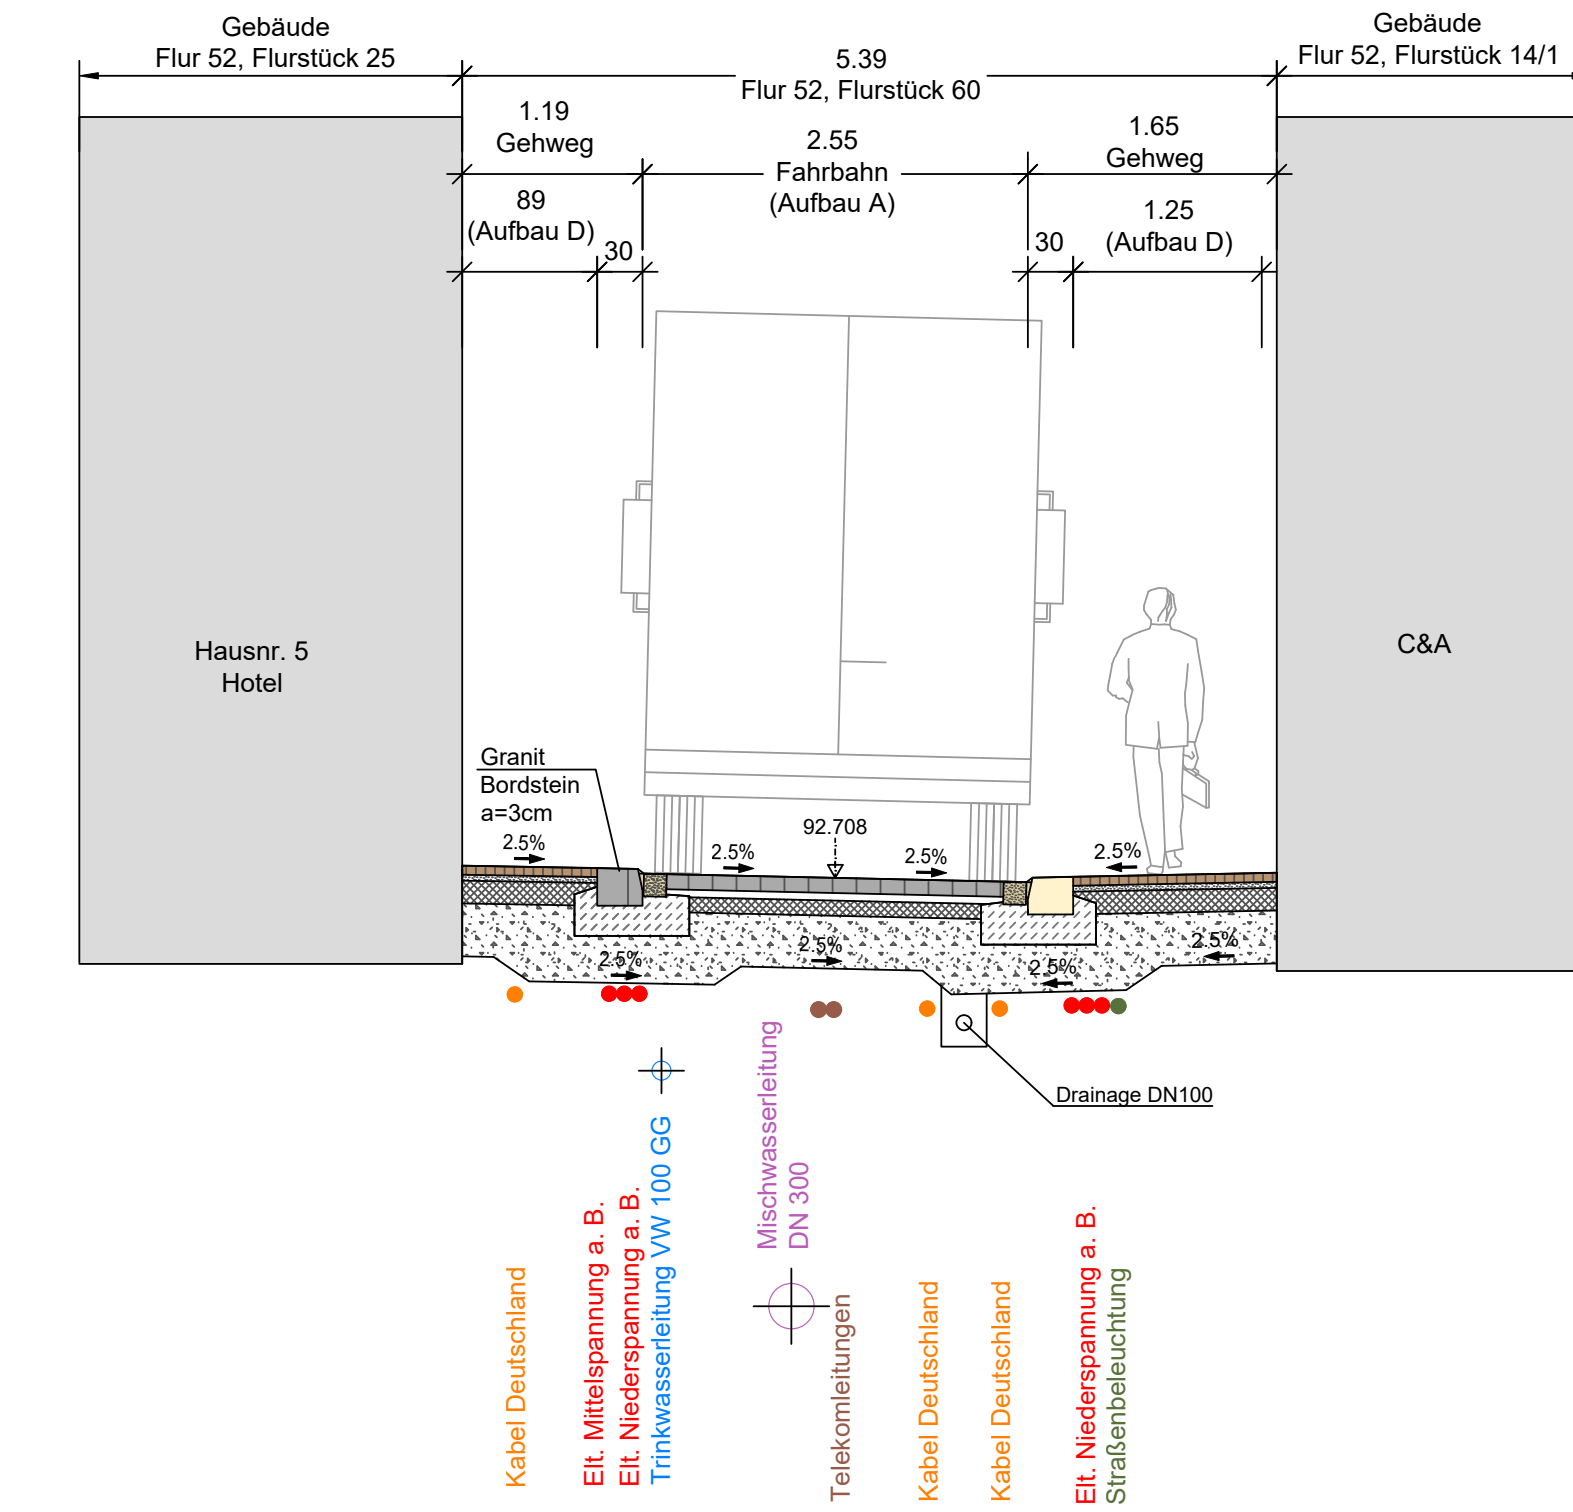 Gebäude
Flur 52, Flurstück 25
5.39
Flur 52, Flurstück 60
Gebäude
Flur 52, Flurstück 14/1
1.19
Gehweg
2.55
Fahrbahn
(Aufbau A)
1.65
Gehweg
89
(Aufbau D)
30
30
1.25
(Aufbau D)
Hausnr. 5
Hotel
C&A
Granit
Bordstein
a=3cm
92.708
2.5%
2.5%
2.5%
2.5%
2.5%
2.5%
2.5%
2.5%
Drainage DN100
Kabel Deutschland
Elt. Mittelspannung a. B.
Elt. Niederspannung a. B.
Trinkwasserleitung VW 100 GG
Mischwasserleitung
DN 300
Telekomleitungen
Kabel Deutschland
Kabel Deutschland
Elt. Niederspannung a. B.
Straßenbeleuchtung